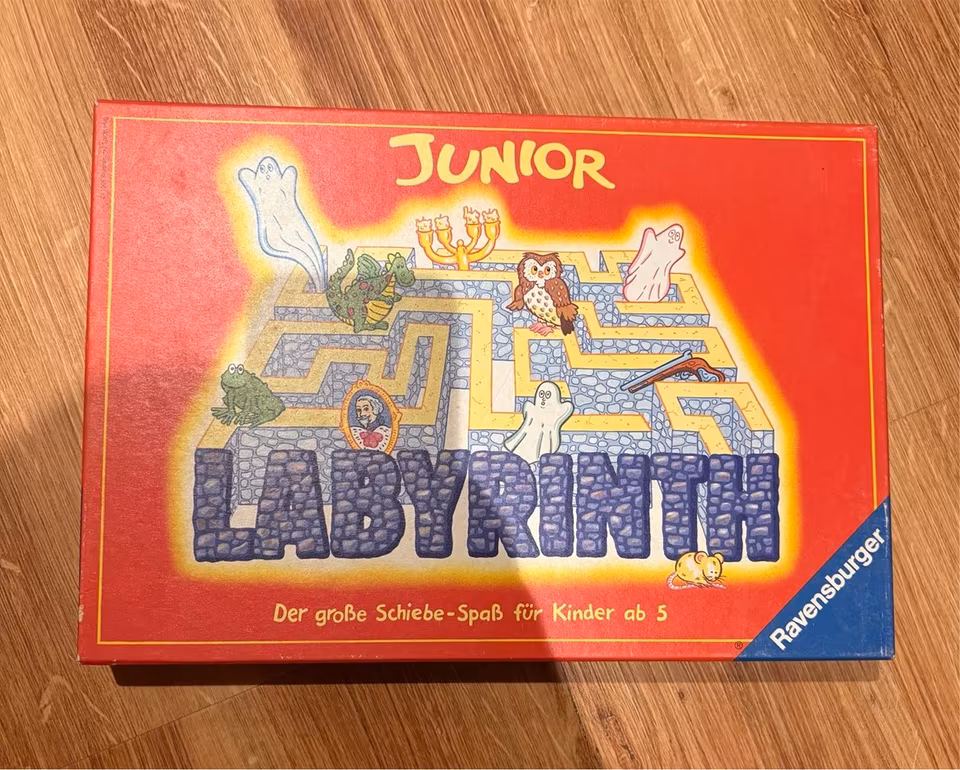 JUNIOR
LABYRINTH
Der große Schiebe-Spaß für Kinder ab 5
Ravensburger
®